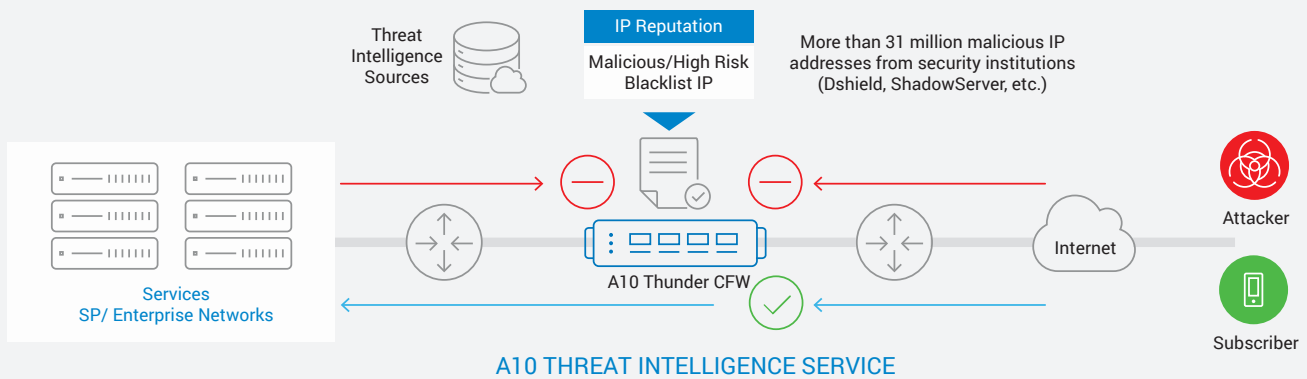 Threat
Intelligence
Sources
IP Reputation
Malicious/High Risk
Blacklist IP
More than 31 million malicious IP
addresses from security institutions
(Dshield, ShadowServer, etc.)
Attacker
Internet
A10 Thunder CFW
Services
SP/ Enterprise Networks
Subscriber
A10 THREAT INTELLIGENCE SERVICE